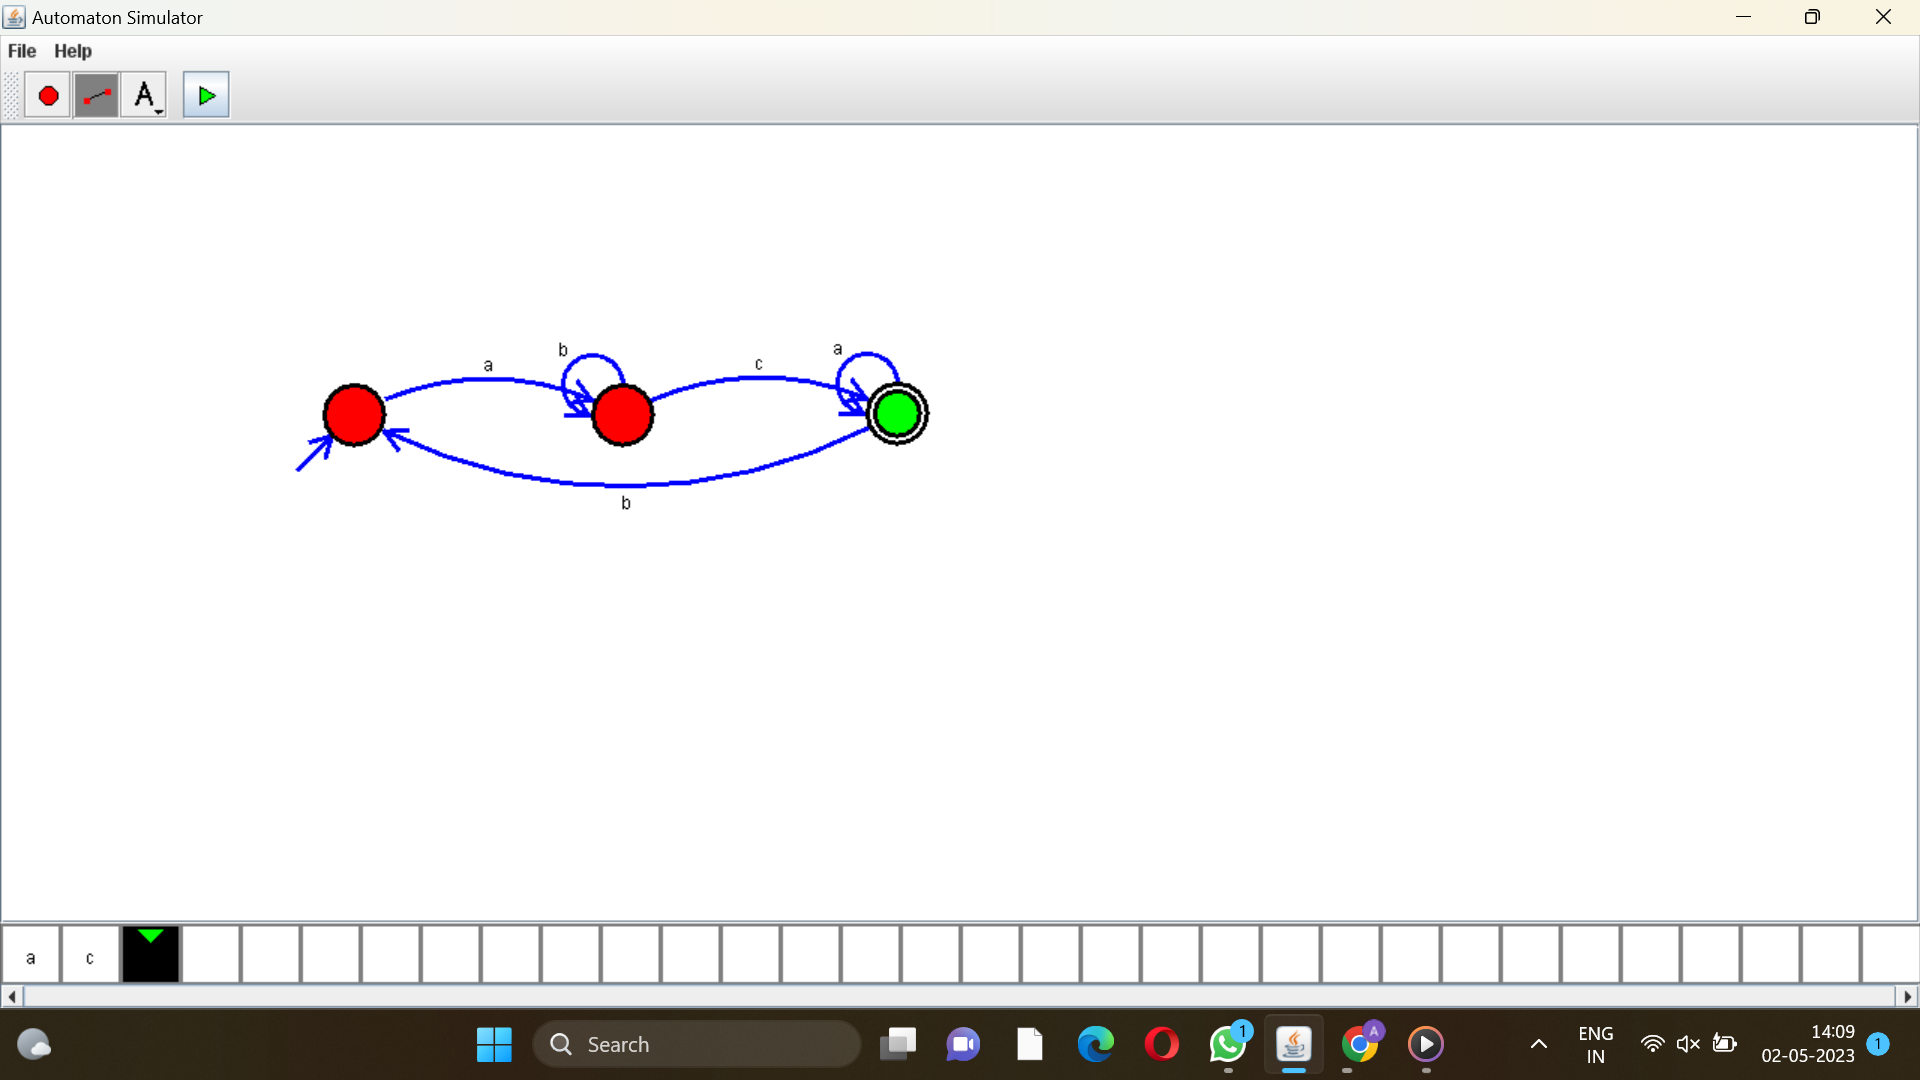 Automaton Simulator
File Help
A
b
a
a
c
b
a c
Search
1
A
ENG
IN
14:09
02-05-2023
1